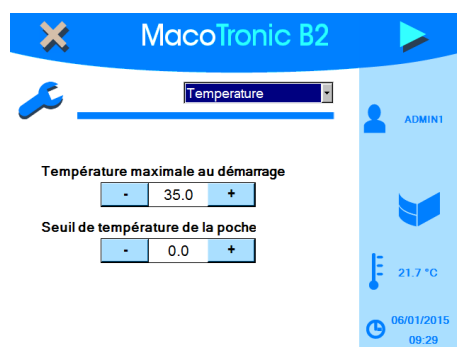 MacoTronic B2
Temperature
ADMIN1
Température maximale au démarrage
- 35.0 +
Seuil de température de la poche
- 0.0 +
21.7 °C
06/01/2015
09:29